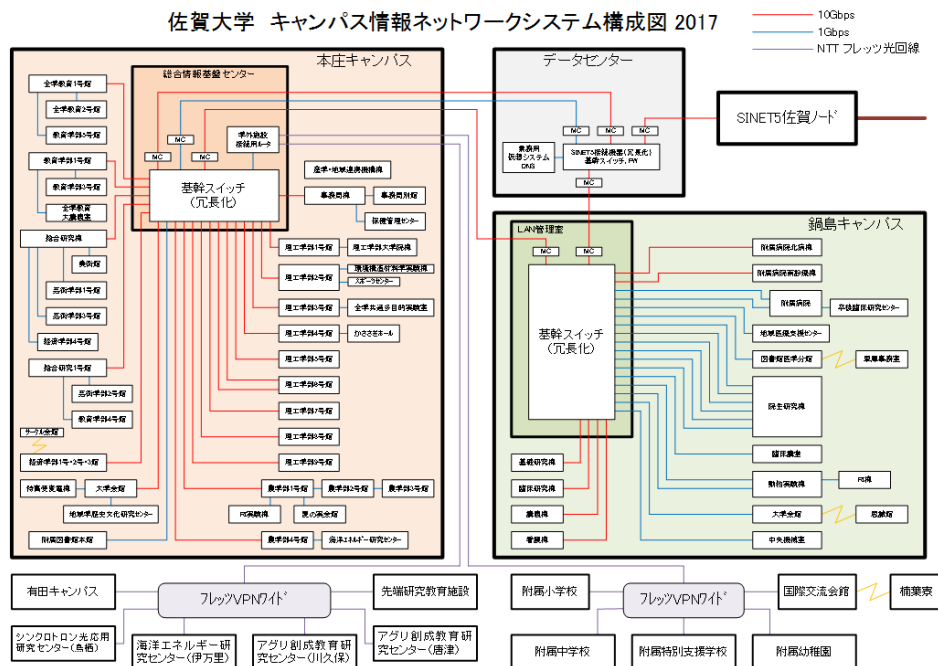 佐賀大学 キャンパス情報ネットワークシステム構成図 2017
10Gbps
1Gbps
NTT フレッツ光回線
本庄キャンパス
総合情報基盤センター
学外施設
接続用ルータ
MC
MC
MC
基幹スイッチ
(冗長化)
全学教育1号館
全学教育2号館
教育学部5号館
教育学部1号館
教育学部3号館
全学教育
大講義室
総合研究棟
美術館
芸術学部1号館
芸術学部3号館
経済学部4号館
総合研究1号館
芸術学部2号館
教育学部4号館
サークル会館
経済学部1号・2号・3館
特高受変電棟
大学会館
地域学歴史文化研究センター
附属図書館本館
産学・地域連携機構棟
事務局棟
事務局別館
保健管理センター
理工学部1号館
理工学部大学院棟
理工学部2号館
環境構造材料学実験棟
スポーツセンター
理工学部3号館
全学共通多目的実験室
理工学部4号館
かささぎホール
理工学部5号館
理工学部6号館
理工学部7号館
理工学部8号館
理工学部9号館
農学部1号館
農学部2号館
農学部3号館
RI実験棟
菱の実会館
農学部4号館
海洋エネルギー研究センター
データセンター
MC
MC
MC
業務用
仮想システム
DNS
SINET5接続機器(冗長化)
基幹スイッチ, FW
MC
SINET5佐賀ノード
鍋島キャンパス
LAN管理室
MC
MC
基幹スイッチ
(冗長化)
附属病院北病棟
附属病院南診療棟
附属病院
卒後臨床研究センター
地域医療支援センター
図書館医学分館
院生研究棟
臨床講堂
動物実験棟
RI棟
大学会館
中央機械室
基礎研究棟
臨床研究棟
講義棟
看護棟
有田キャンパス
フレッツVPNワイド
先端研究教育施設
シンクロトロン光応用
研究センター(鳥栖)
海洋エネルギー研
究センター(伊万里)
アグリ創成教育研
究センター(川久保)
アグリ創成教育研
究センター(唐津)
附属小学校
フレッツVPNワイド
国際交流会館
楠葉寮
附属中学校
附属特別支援学校
附属幼稚園